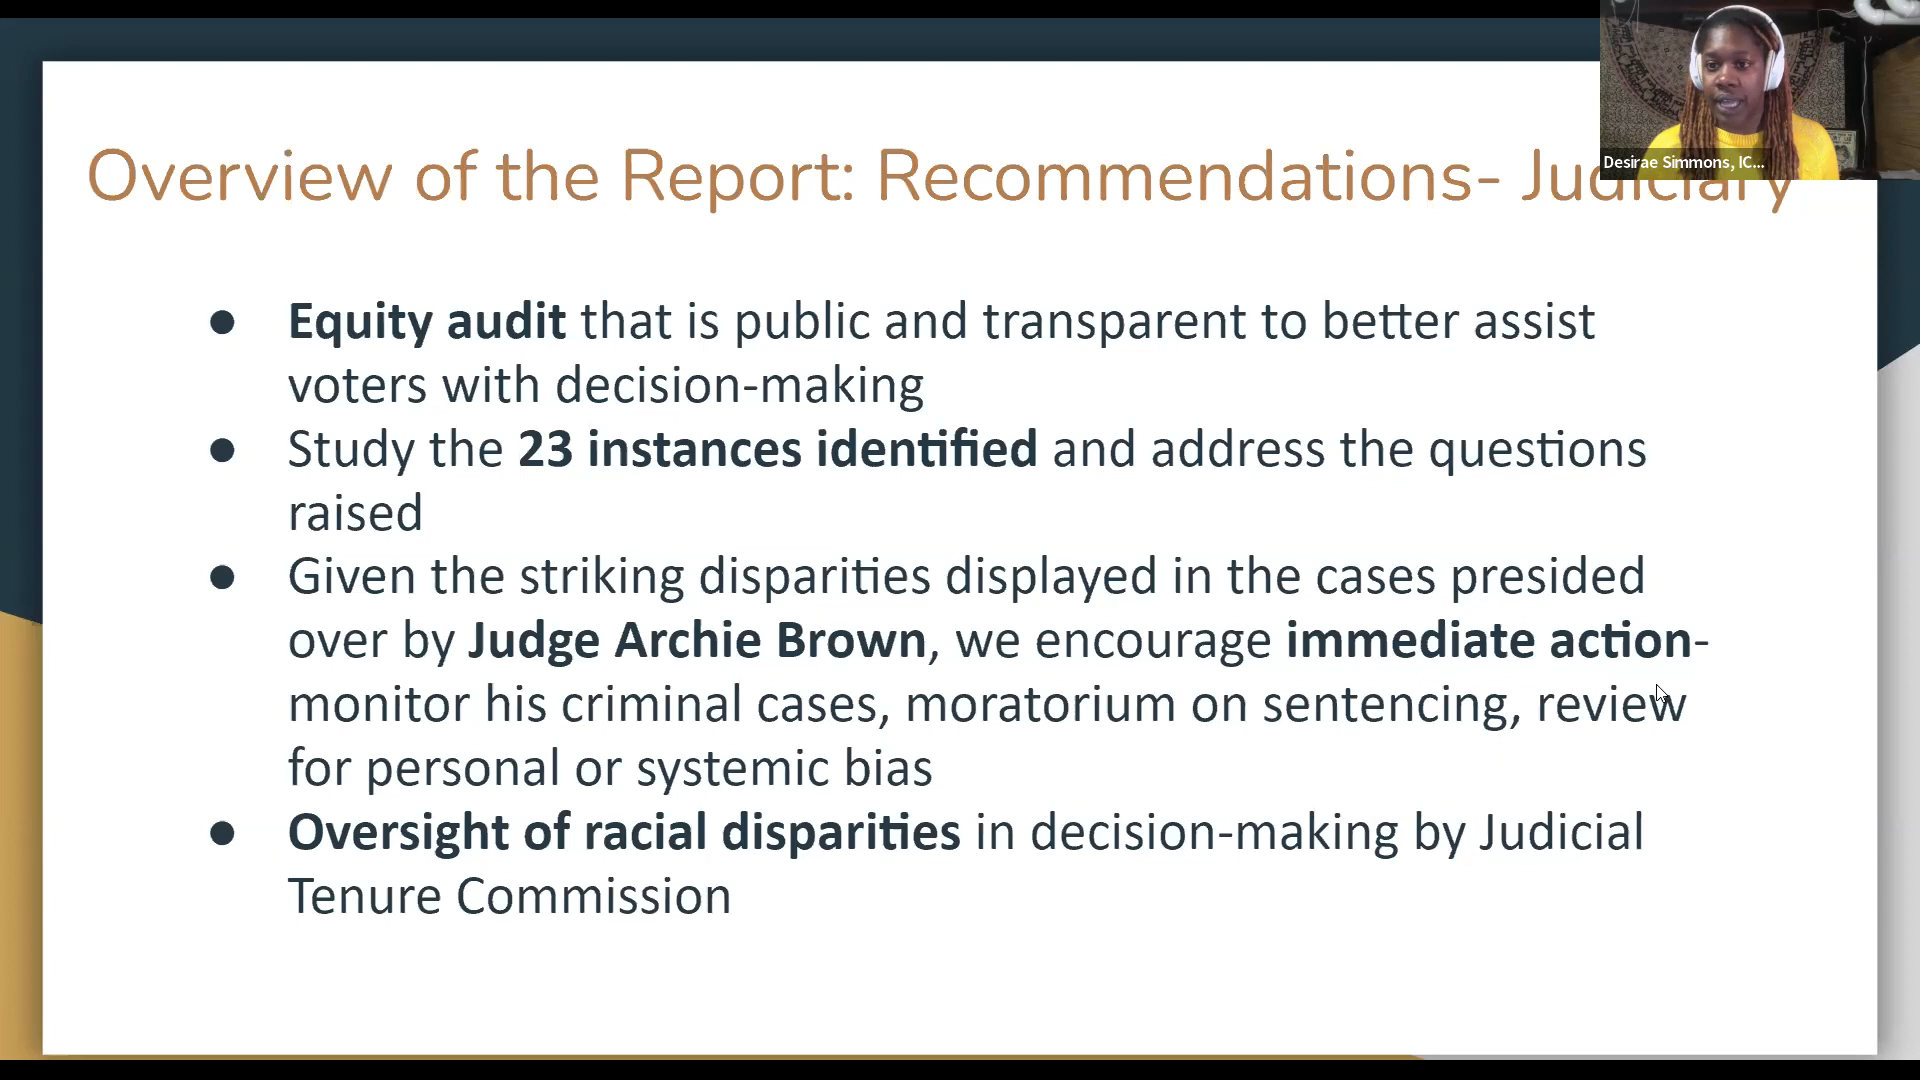 Overview of the Report: Recommendations- Judiciary
Desirae Simmons, IC...
● Equity audit that is public and transparent to better assist
voters with decision-making
● Study the 23 instances identified and address the questions
raised
● Given the striking disparities displayed in the cases presided
over by Judge Archie Brown, we encourage immediate action-
monitor his criminal cases, moratorium on sentencing, review
for personal or systemic bias
● Oversight of racial disparities in decision-making by Judicial
Tenure Commission